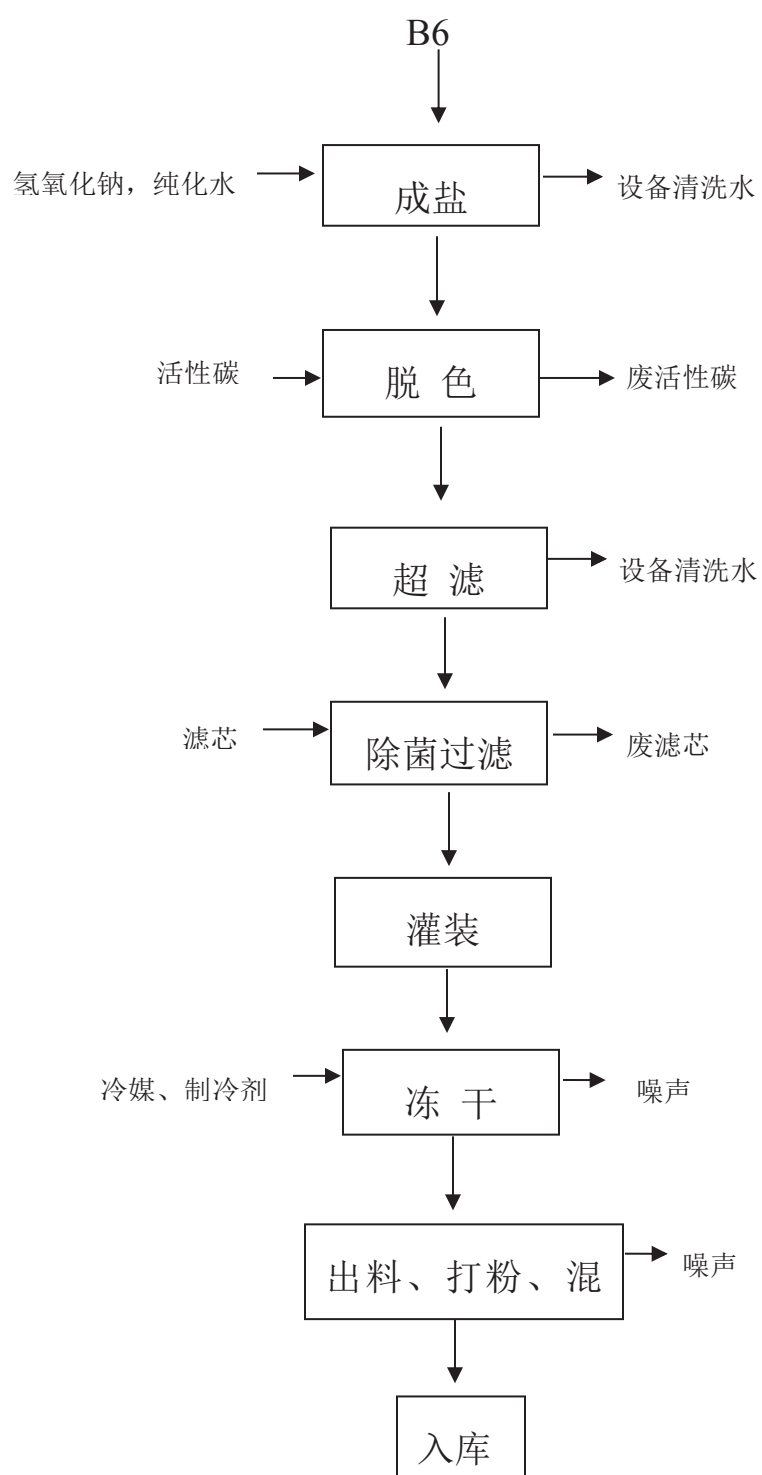 B6
氢氧化钠，纯化水
成盐
设备清洗水
活性碳
脱 色
废活性碳
超 滤
设备清洗水
滤芯
除菌过滤
废滤芯
灌装
冷媒、制冷剂
冻 干
噪声
出料、打粉、混
噪声
入库